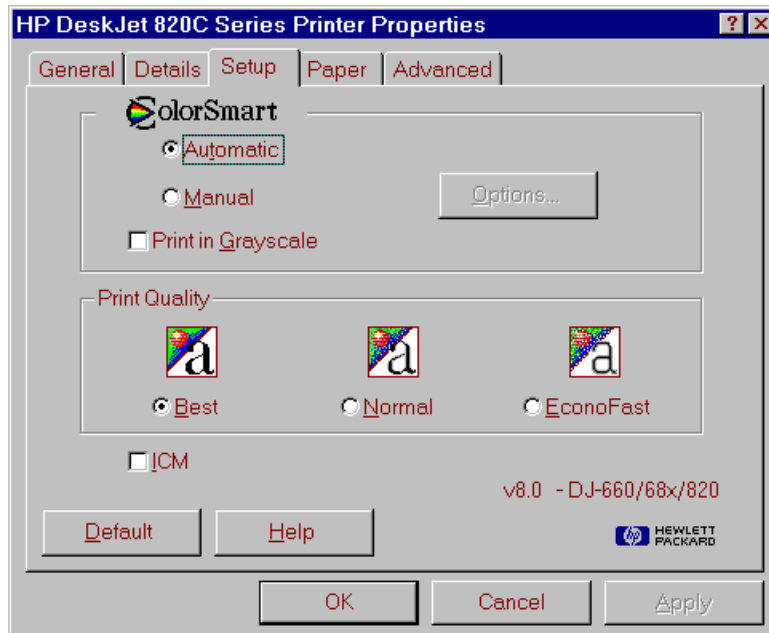 HP DeskJet 820C Series Printer Properties
General Details Setup Paper Advanced
ColorSmart
Automatic
Manual Options...
Print in Grayscale
Print Quality
a a a
Best Normal EconoFast
ICM
v8.0 - DJ-660/68x/820
Default Help hp HEWLETT
PACKARD
OK Cancel Apply